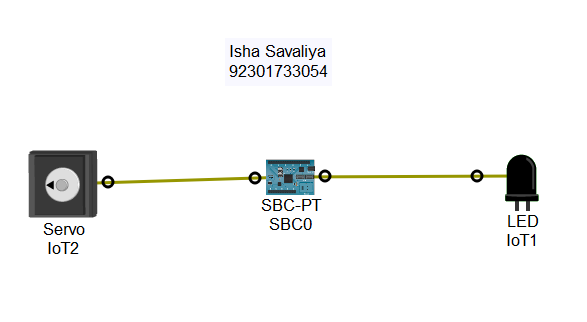 Isha Savaliya
92301733054
Servo
IoT2
SBC-PT
SBC0
LED
IoT1